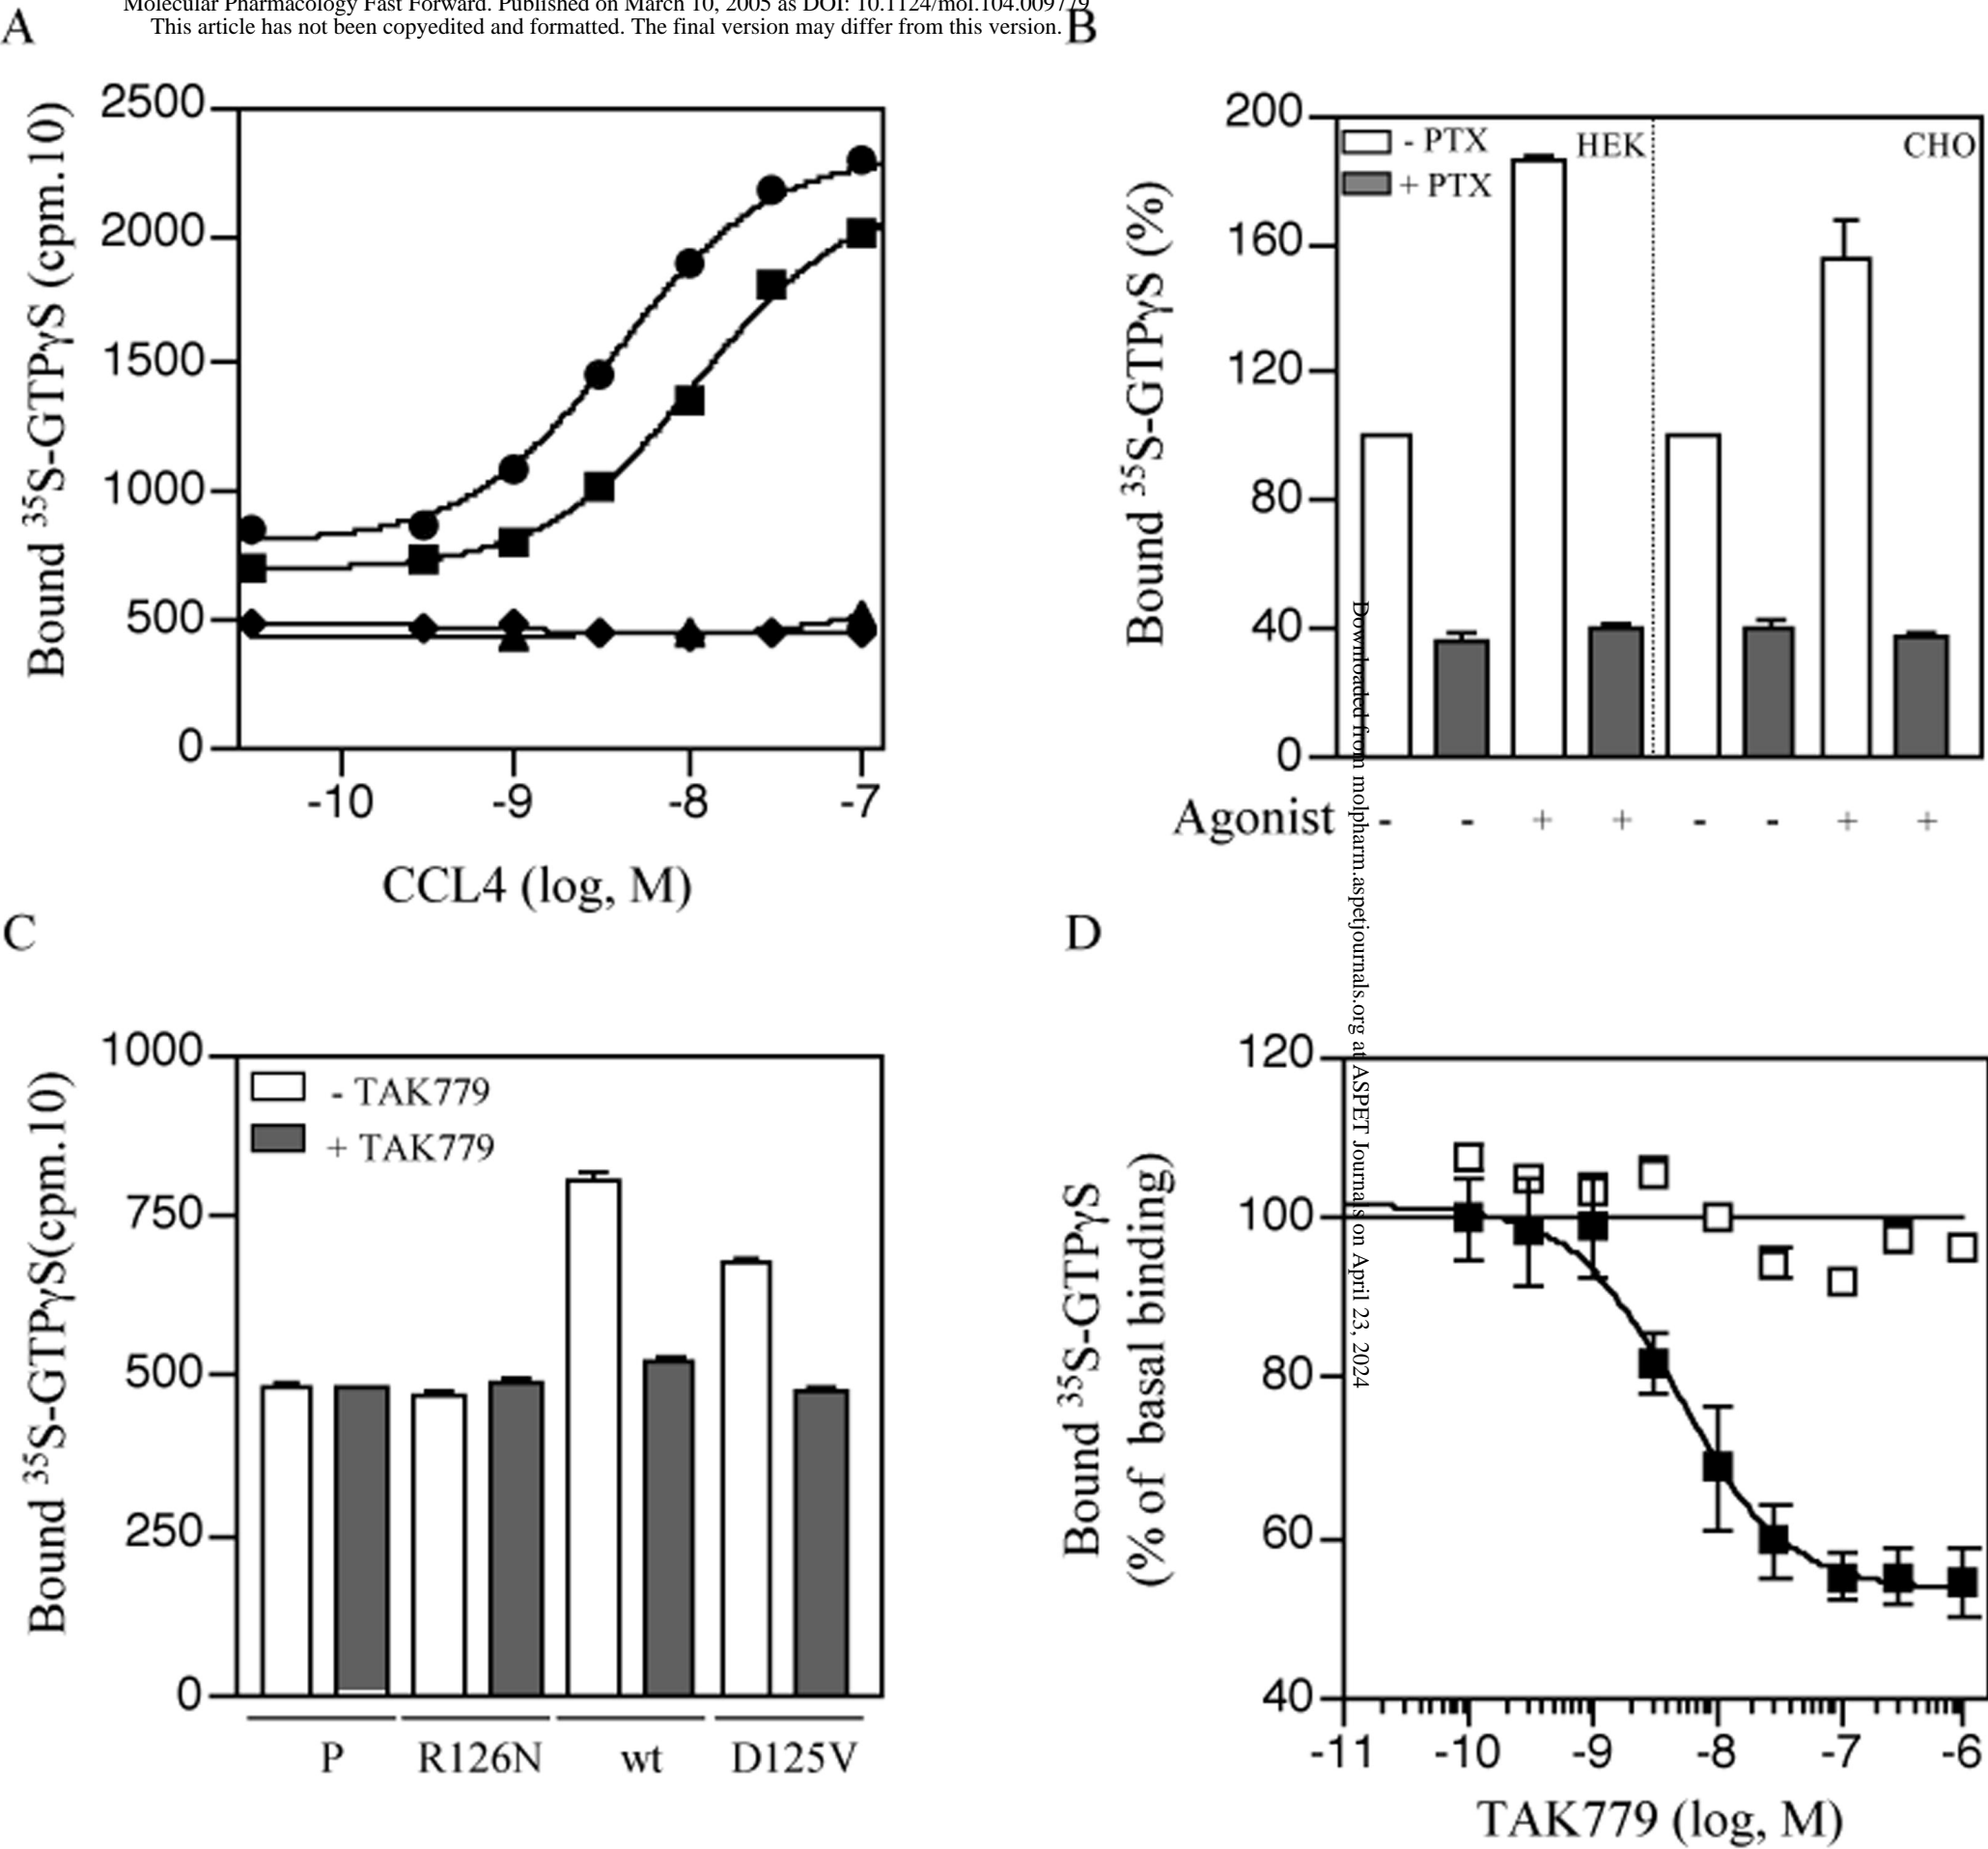 Molecular Pharmacology Fast Forward. Published on March 10, 2005 as DOI: 10.1124/mol.104.009779
This article has not been copyedited and formatted. The final version may differ from this version.
A
Bound ³⁵S-GTPγS (cpm.10)
2500
2000
1500
1000
500
0
-10 -9 -8 -7
CCL4 (log, M)
B
Bound ³⁵S-GTPγS (%)
200
160
120
80
40
0
- PTX
+ PTX
HEK
CHO
Agonist - - + + - - + +
C
Bound ³⁵S-GTPγS(cpm.10)
1000
750
500
250
0
- TAK779
+ TAK779
P R126N wt D125V
D
Bound ³⁵S-GTPγS
(% of basal binding)
120
100
80
60
40
-11 -10 -9 -8 -7 -6
TAK779 (log, M)
Downloaded from molpharm.aspetjournals.org at ASPET Journals on April 23, 2024